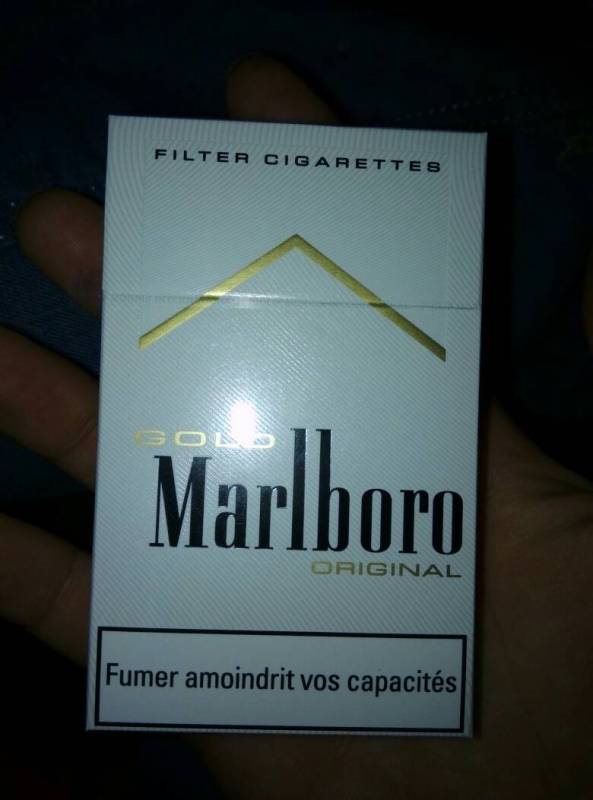 FILTER CIGARETTES
GOLD
Marlboro
ORIGINAL
Fumer amoindrit vos capacités